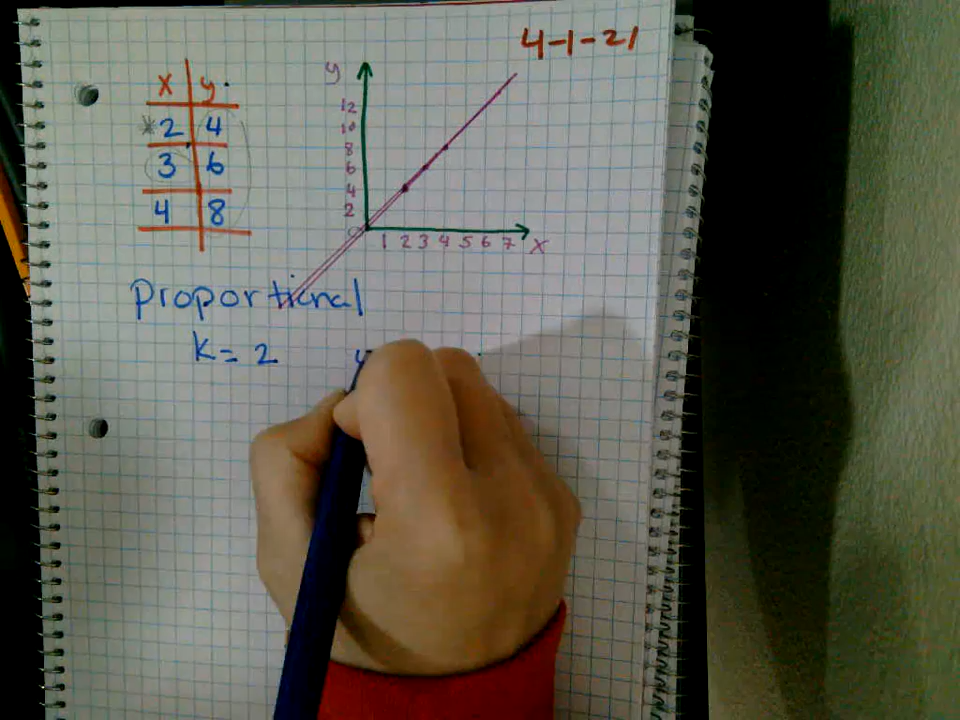 4-1-21
x y
2 4
3 6
4 8
y
12
10
8
6
4
2
0
1 2 3 4 5 6 7 x
proportional
k = 2